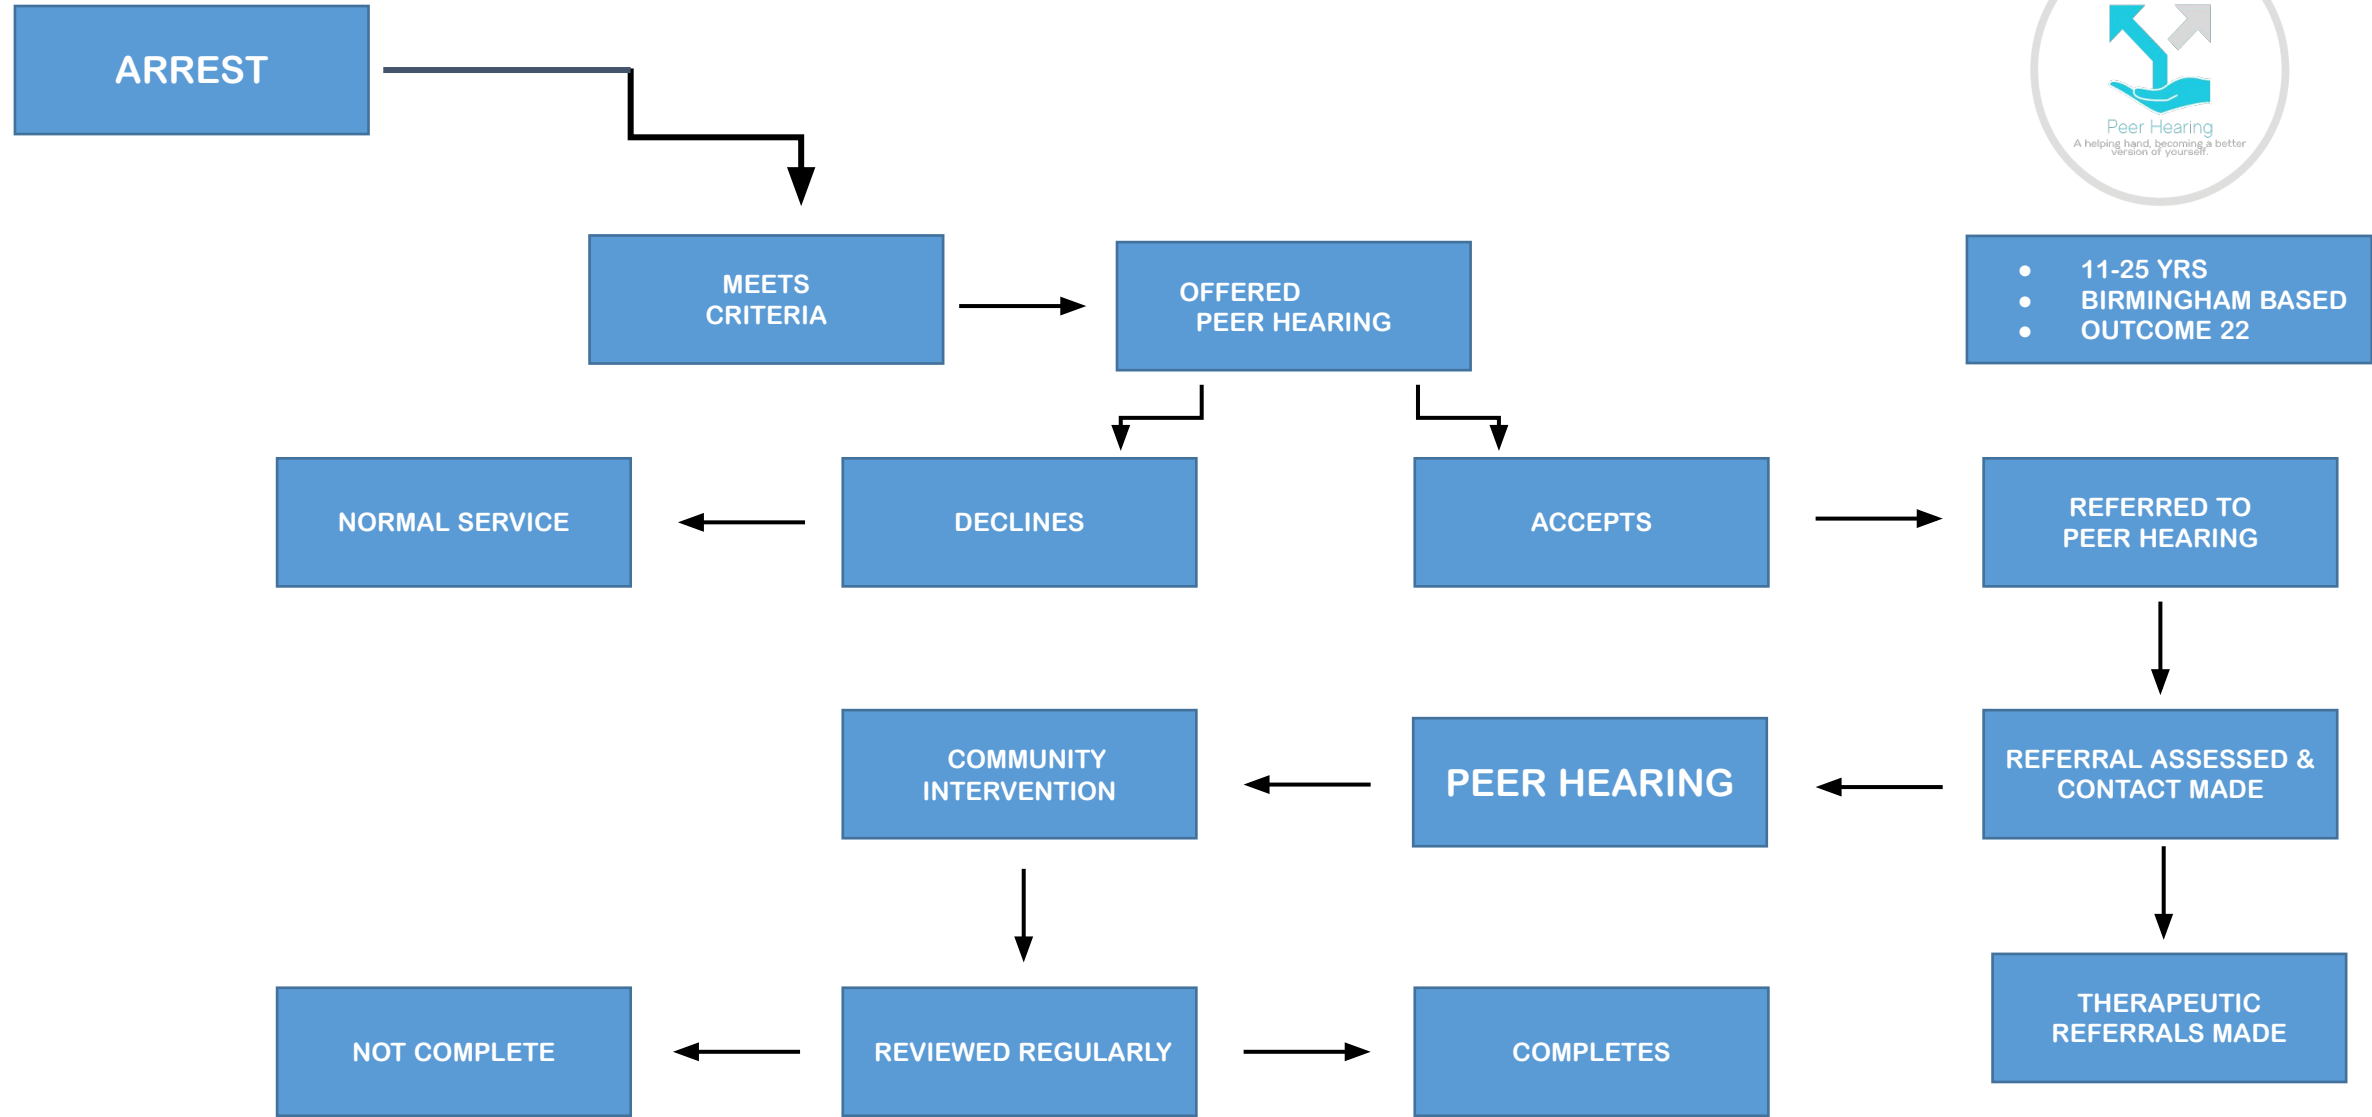 ARREST
Peer Hearing
A helping hand, becoming a better
version of yourself.
MEETS
CRITERIA
OFFERED
PEER HEARING
● 11-25 YRS
● BIRMINGHAM BASED
● OUTCOME 22
NORMAL SERVICE
DECLINES
ACCEPTS
REFERRED TO
PEER HEARING
COMMUNITY
INTERVENTION
PEER HEARING
REFERRAL ASSESSED &
CONTACT MADE
NOT COMPLETE
REVIEWED REGULARLY
COMPLETES
THERAPEUTIC
REFERRALS MADE